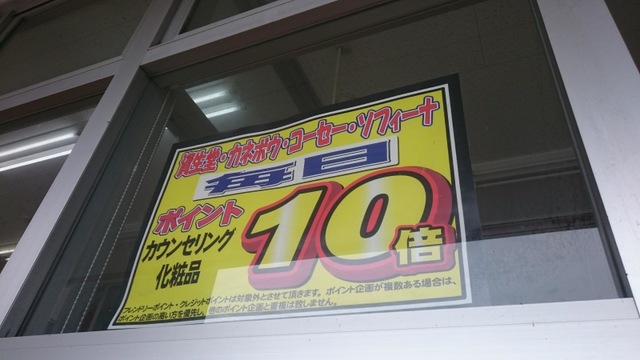 資生堂・カネボウ・コーセー・ソフィーナ
毎日
ポイント
10倍
カウンセリング
化粧品
フレンドリーポイント・クレジットポイントは対象外とさせて頂きます。ポイント企画が複数ある場合は、
ポイント企画の高い方を優先し、他のポイント企画と重複は致しません。